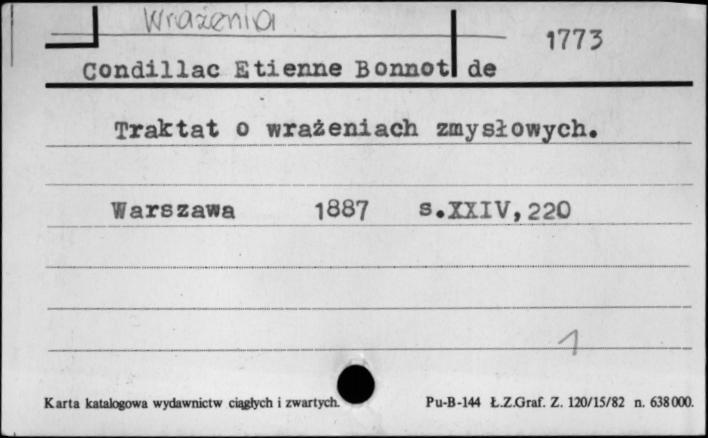 Wrażenia
1773
Condillac Etienne Bonnot de
Traktat o wrażeniach zmysłowych.
Warszawa 1887 s.XXIV,220
1
Karta katalogowa wydawnictw ciągłych i zwartych. Pu-B-144 Ł.Z.Graf. Z. 120/15/82 n. 638000.